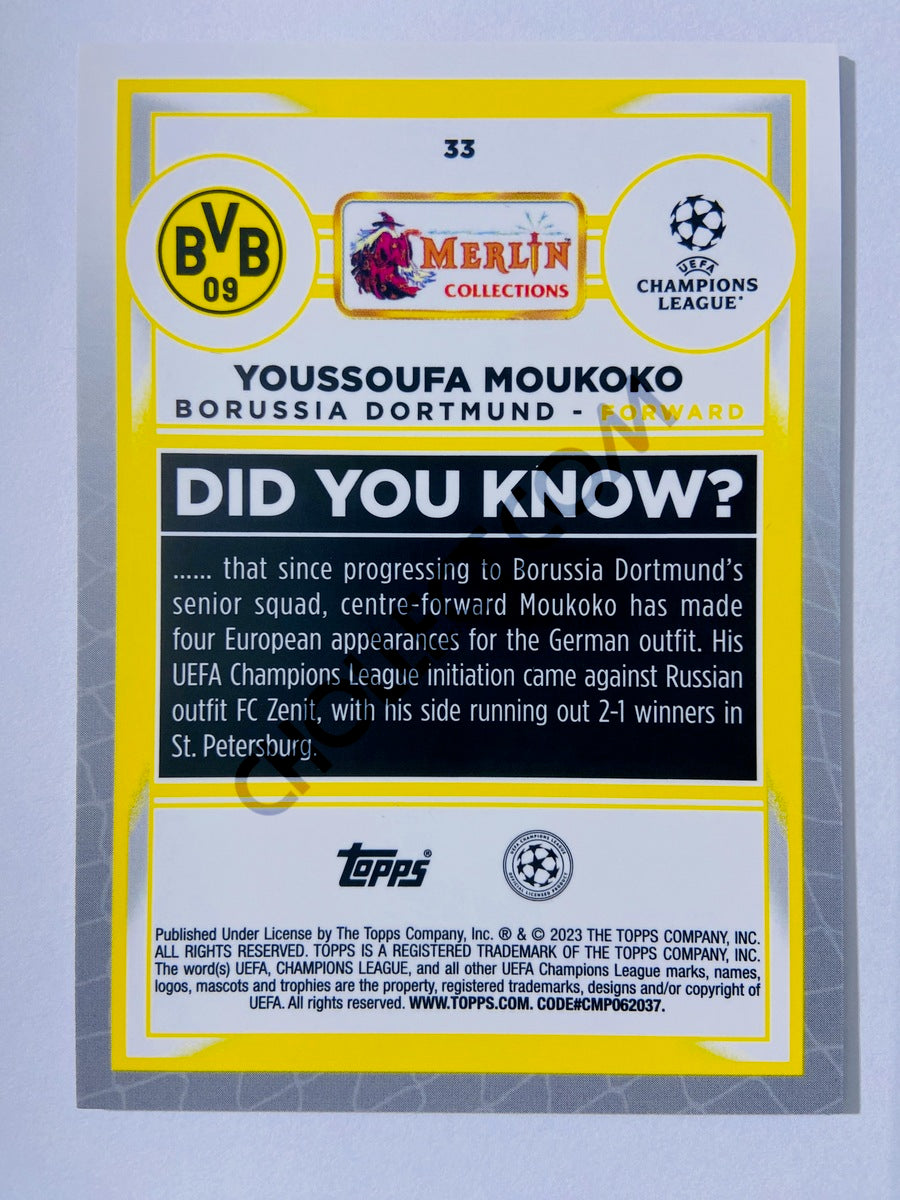 33
BVB
09
MERLIN
COLLECTIONS
UEFA
CHAMPIONS
LEAGUE®
YOUSSOUFA MOUKOKO
BORUSSIA DORTMUND - FORWARD
DID YOU KNOW?
...... that since progressing to Borussia Dortmund's
senior squad, centre-forward Moukoko has made
four European appearances for the German outfit. His
UEFA Champions League initiation came against Russian
outfit FC Zenit, with his side running out 2-1 winners in
St. Petersburg.
TOPPS®
UEFA CHAMPIONS LEAGUE
OFFICIAL LICENSED PRODUCT
Published Under License by The Topps Company, Inc. ® & © 2023 THE TOPPS COMPANY, INC.
ALL RIGHTS RESERVED. TOPPS IS A REGISTERED TRADEMARK OF THE TOPPS COMPANY, INC.
The word(s) UEFA, CHAMPIONS LEAGUE, and all other UEFA Champions League marks, names,
logos, mascots and trophies are the property, registered trademarks, designs and/or copyright of
UEFA. All rights reserved. WWW.TOPPS.COM. CODE#CMP062037.